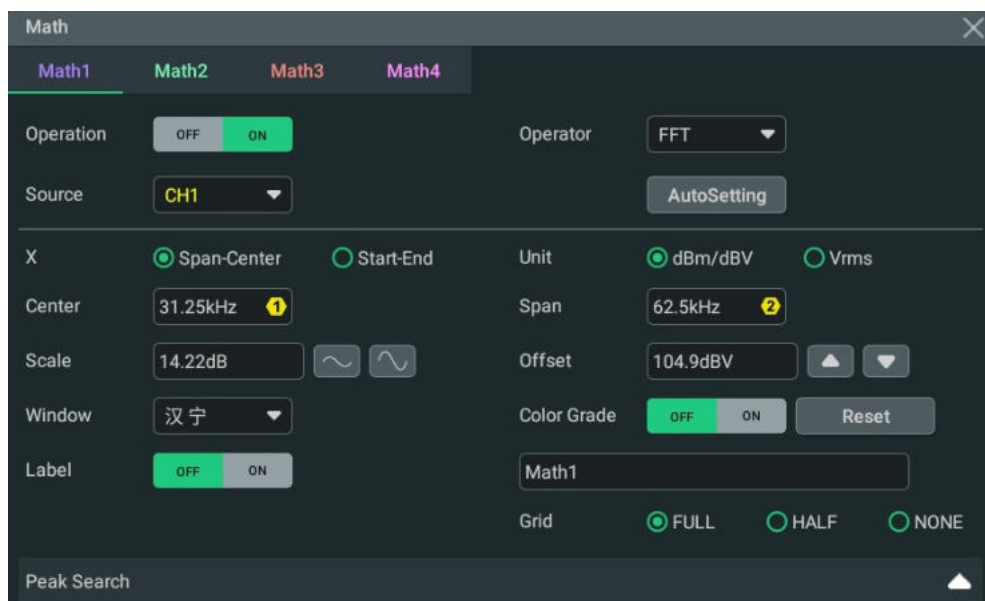 Math
Math1 Math2 Math3 Math4
Operation OFF ON Operator FFT
Source CH1 AutoSetting
X Span-Center Start-End Unit dBm/dBV Vrms
Center 31.25kHz 1 Span 62.5kHz 2
Scale 14.22dB Offset 104.9dBV
Window 汉宁 Color Grade OFF ON Reset
Label OFF ON Math1
Grid FULL HALF NONE
Peak Search